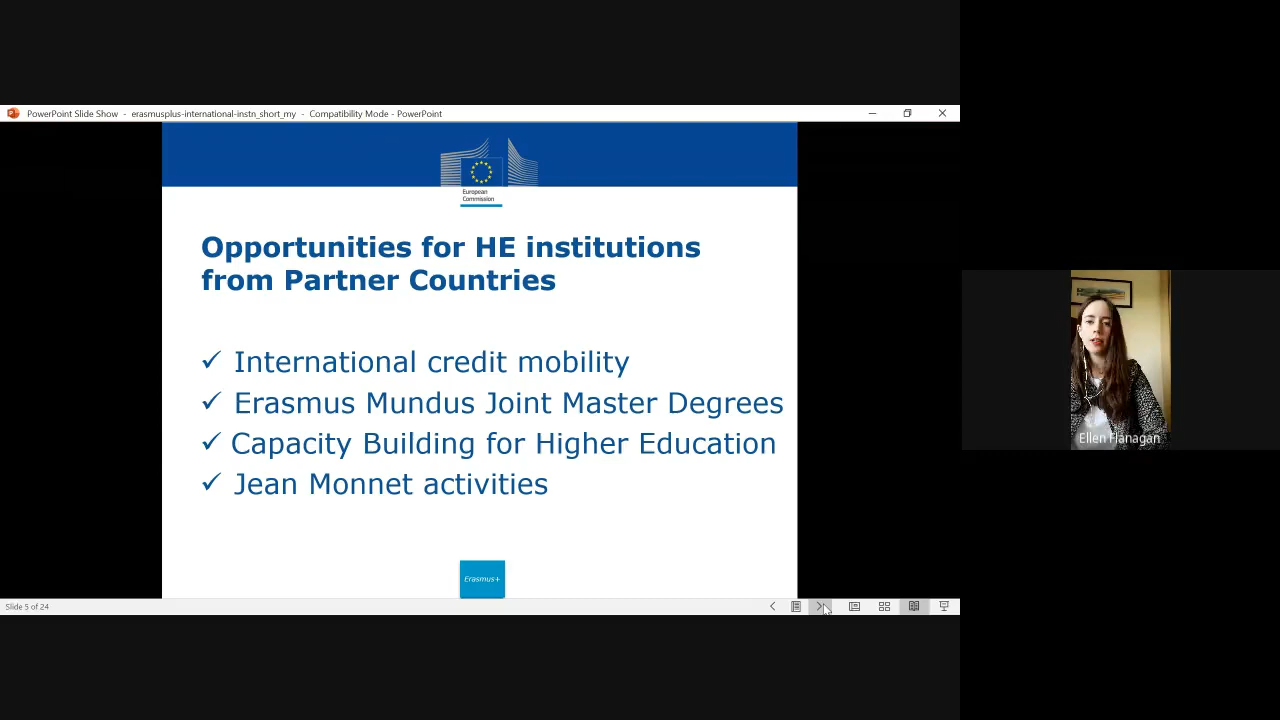 PowerPoint Slide Show - erasmusplus-international-instn_short_my - Compatibility Mode - PowerPoint
European
Commission
Opportunities for HE institutions
from Partner Countries
✓ International credit mobility
✓ Erasmus Mundus Joint Master Degrees
✓ Capacity Building for Higher Education
✓ Jean Monnet activities
Erasmus+
Slide 5 of 24
Ellen Flanagan